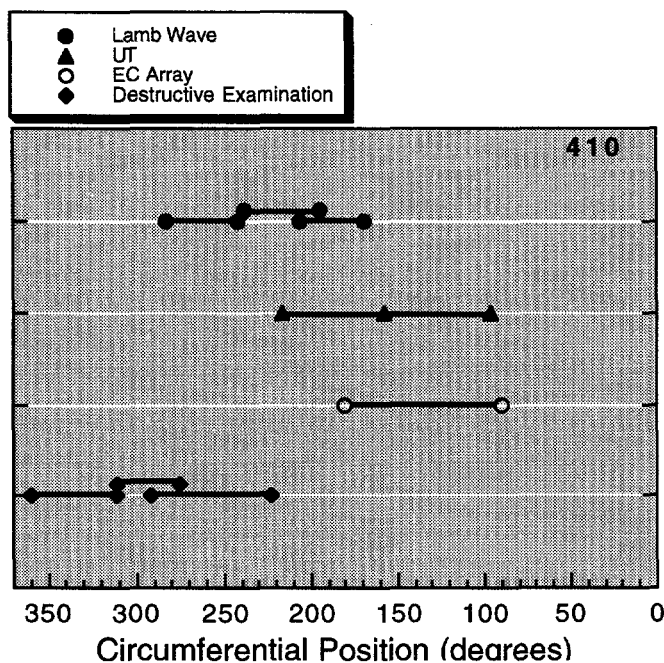 Lamb Wave
UT
EC Array
Destructive Examination
410
350 300 250 200 150 100 50 0
Circumferential Position (degrees)